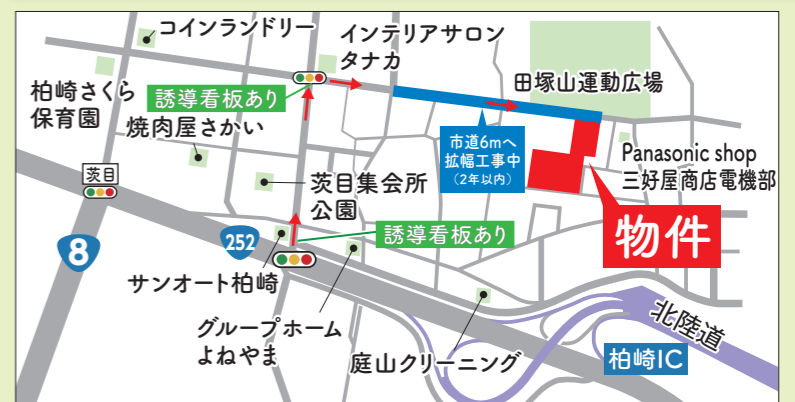 コインランドリー
インテリアサロン
タナカ
田塚山運動広場
柏崎さくら
保育園
誘導看板あり
焼肉屋さかい
市道6mへ
拡幅工事中
(2年以内)
Panasonic shop
三好屋商店電機部
茨目
茨目集会所
公園
物件
8
252
誘導看板あり
サンオート柏崎
グループホーム
よねやま
庭山クリーニング
北陸道
柏崎IC